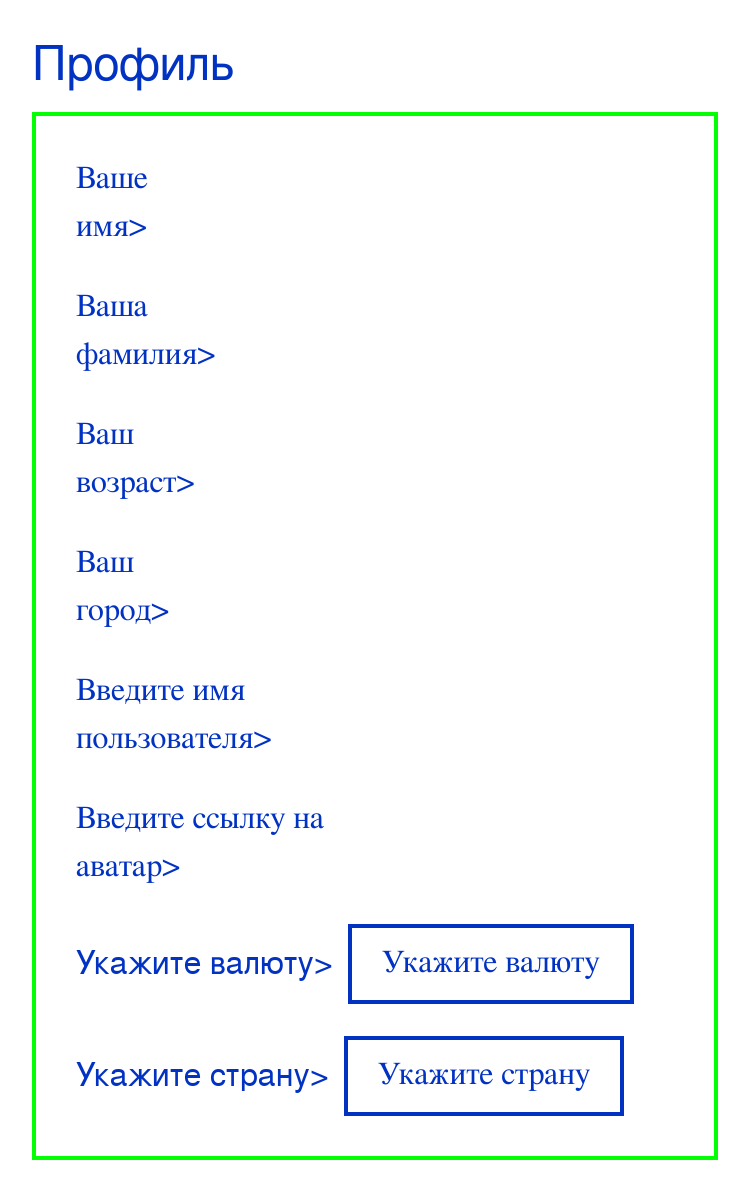 Профиль
Ваше
имя>
Ваша
фамилия>
Ваш
возраст>
Ваш
город>
Введите имя
пользователя>
Введите ссылку на
аватар>
Укажите валюту> Укажите валюту
Укажите страну> Укажите страну